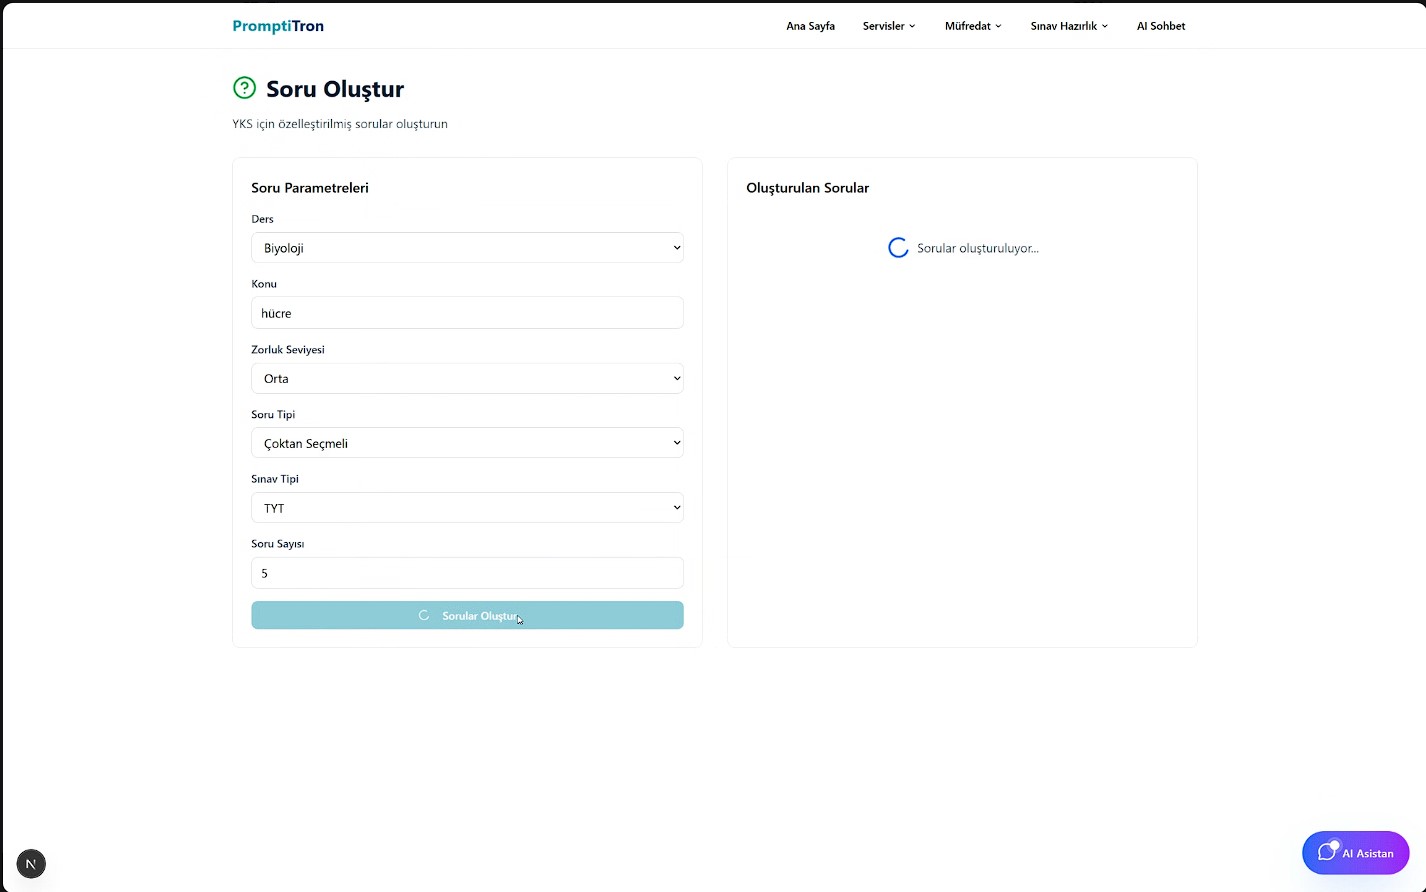 PromptiTron
Ana Sayfa Servisler Müfredat Sınav Hazırlık AI Sohbet
Soru Oluştur
YKS için özelleştirilmiş sorular oluşturun
Soru Parametreleri
Ders
Biyoloji
Konu
hücre
Zorluk Seviyesi
Orta
Soru Tipi
Çoktan Seçmeli
Sınav Tipi
TYT
Soru Sayısı
5
Sorular Oluştur
Oluşturulan Sorular
Sorular oluşturuluyor...
N
AI Asistan